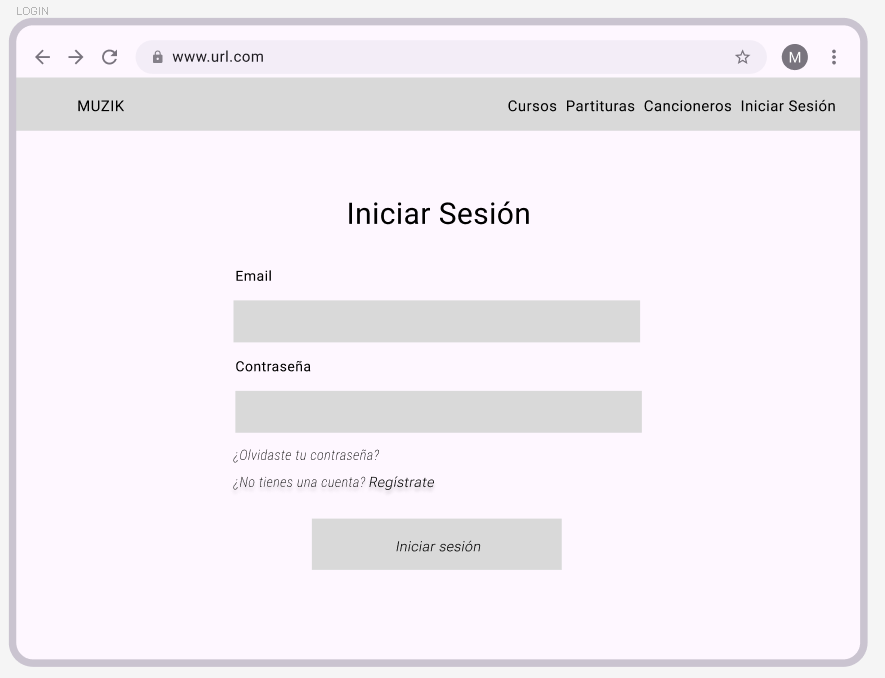 LOGIN
www.url.com
M
MUZIK
Cursos Partituras Cancioneros Iniciar Sesión
Iniciar Sesión
Email
Contraseña
¿Olvidaste tu contraseña?
¿No tienes una cuenta? Regístrate
Iniciar sesión